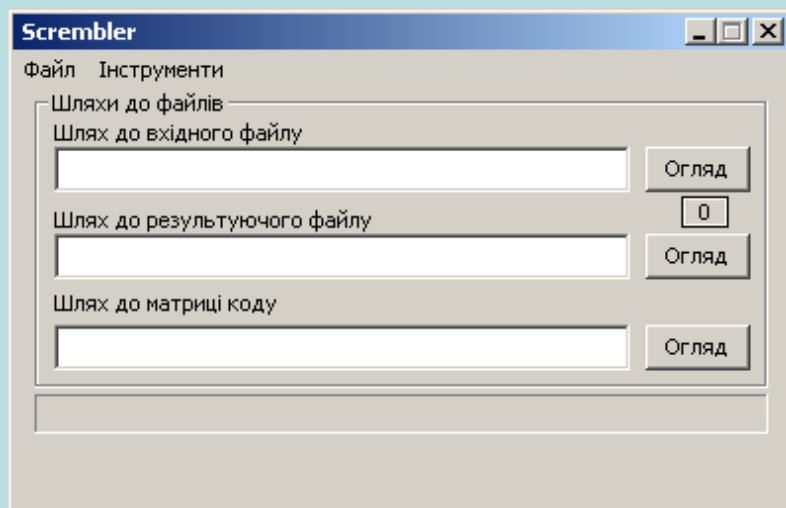 Scrembler
Файл Інструменти
Шляхи до файлів
Шлях до вхідного файлу
Огляд
0
Шлях до результуючого файлу
Огляд
Шлях до матриці коду
Огляд